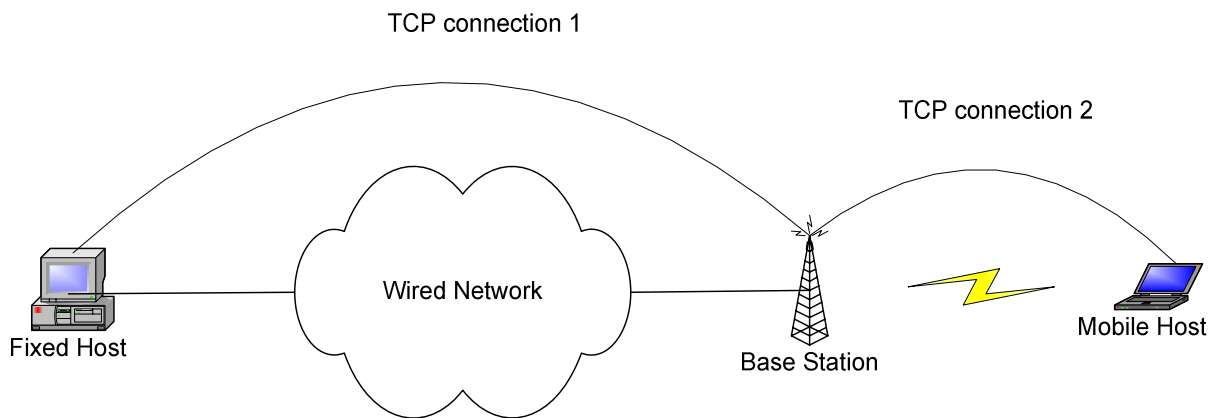 TCP connection 1
TCP connection 2
Wired Network
Fixed Host
Base Station
Mobile Host